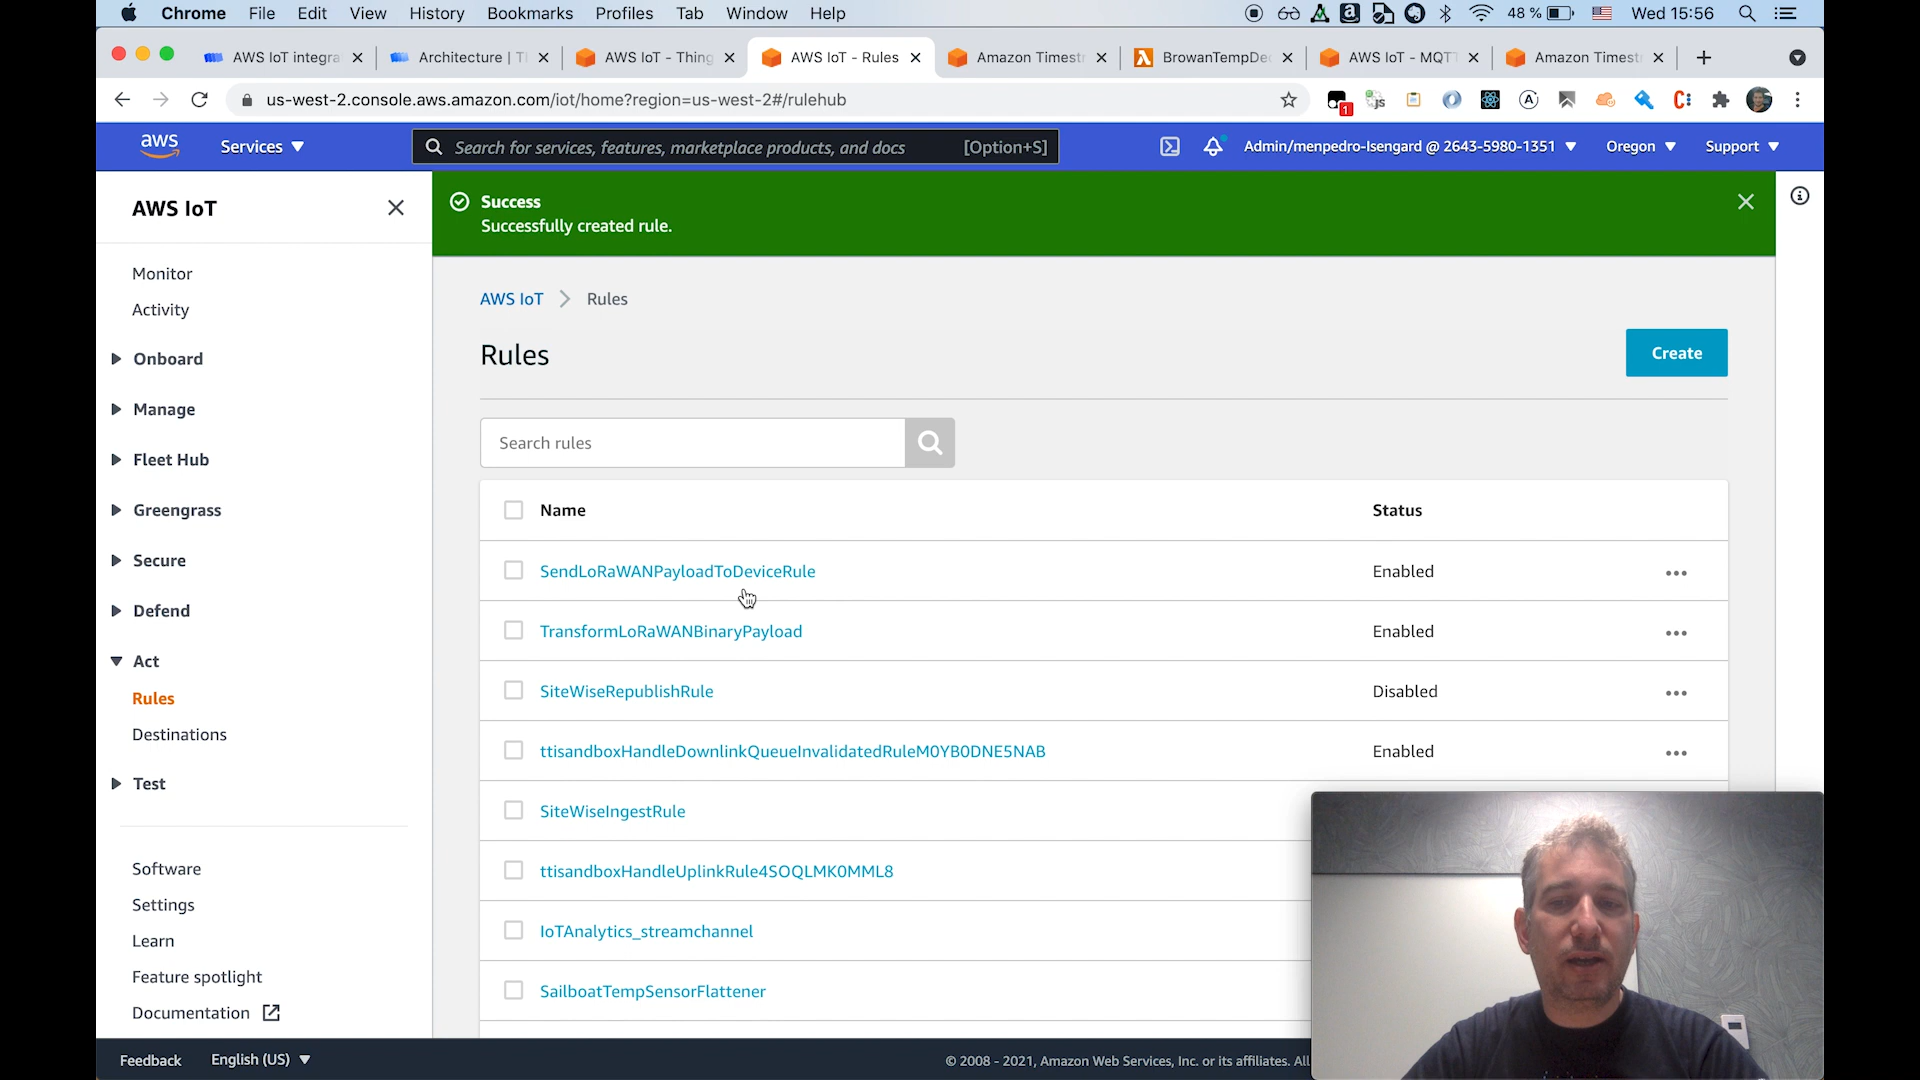 Chrome File Edit View History Bookmarks Profiles Tab Window Help 48 % Wed 15:56
AWS IoT integra Architecture | T AWS IoT - Thing AWS IoT - Rules Amazon Timest BrowanTempDe AWS IoT - MQT Amazon Timest
us-west-2.console.aws.amazon.com/iot/home?region=us-west-2#/rulehub
aws Services Search for services, features, marketplace products, and docs [Option+S] Admin/menpedro-Isengard @ 2643-5980-1351 Oregon Support
AWS IoT
Success
Successfully created rule.
Monitor
Activity
Onboard
Manage
Fleet Hub
Greengrass
Secure
Defend
Act
Rules
Destinations
Test
Software
Settings
Learn
Feature spotlight
Documentation
AWS IoT > Rules
Rules
Create
Search rules
Name Status
SendLoRaWANPayloadToDeviceRule Enabled
TransformLoRaWANBinaryPayload Enabled
SiteWiseRepublishRule Disabled
ttisandboxHandleDownlinkQueueInvalidatedRuleM0YB0DNE5NAB Enabled
SiteWiseIngestRule
ttisandboxHandleUplinkRule4SOQLMK0MML8
IoTAnalytics_streamchannel
SailboatTempSensorFlattener
Feedback English (US) © 2008 - 2021, Amazon Web Services, Inc. or its affiliates. All